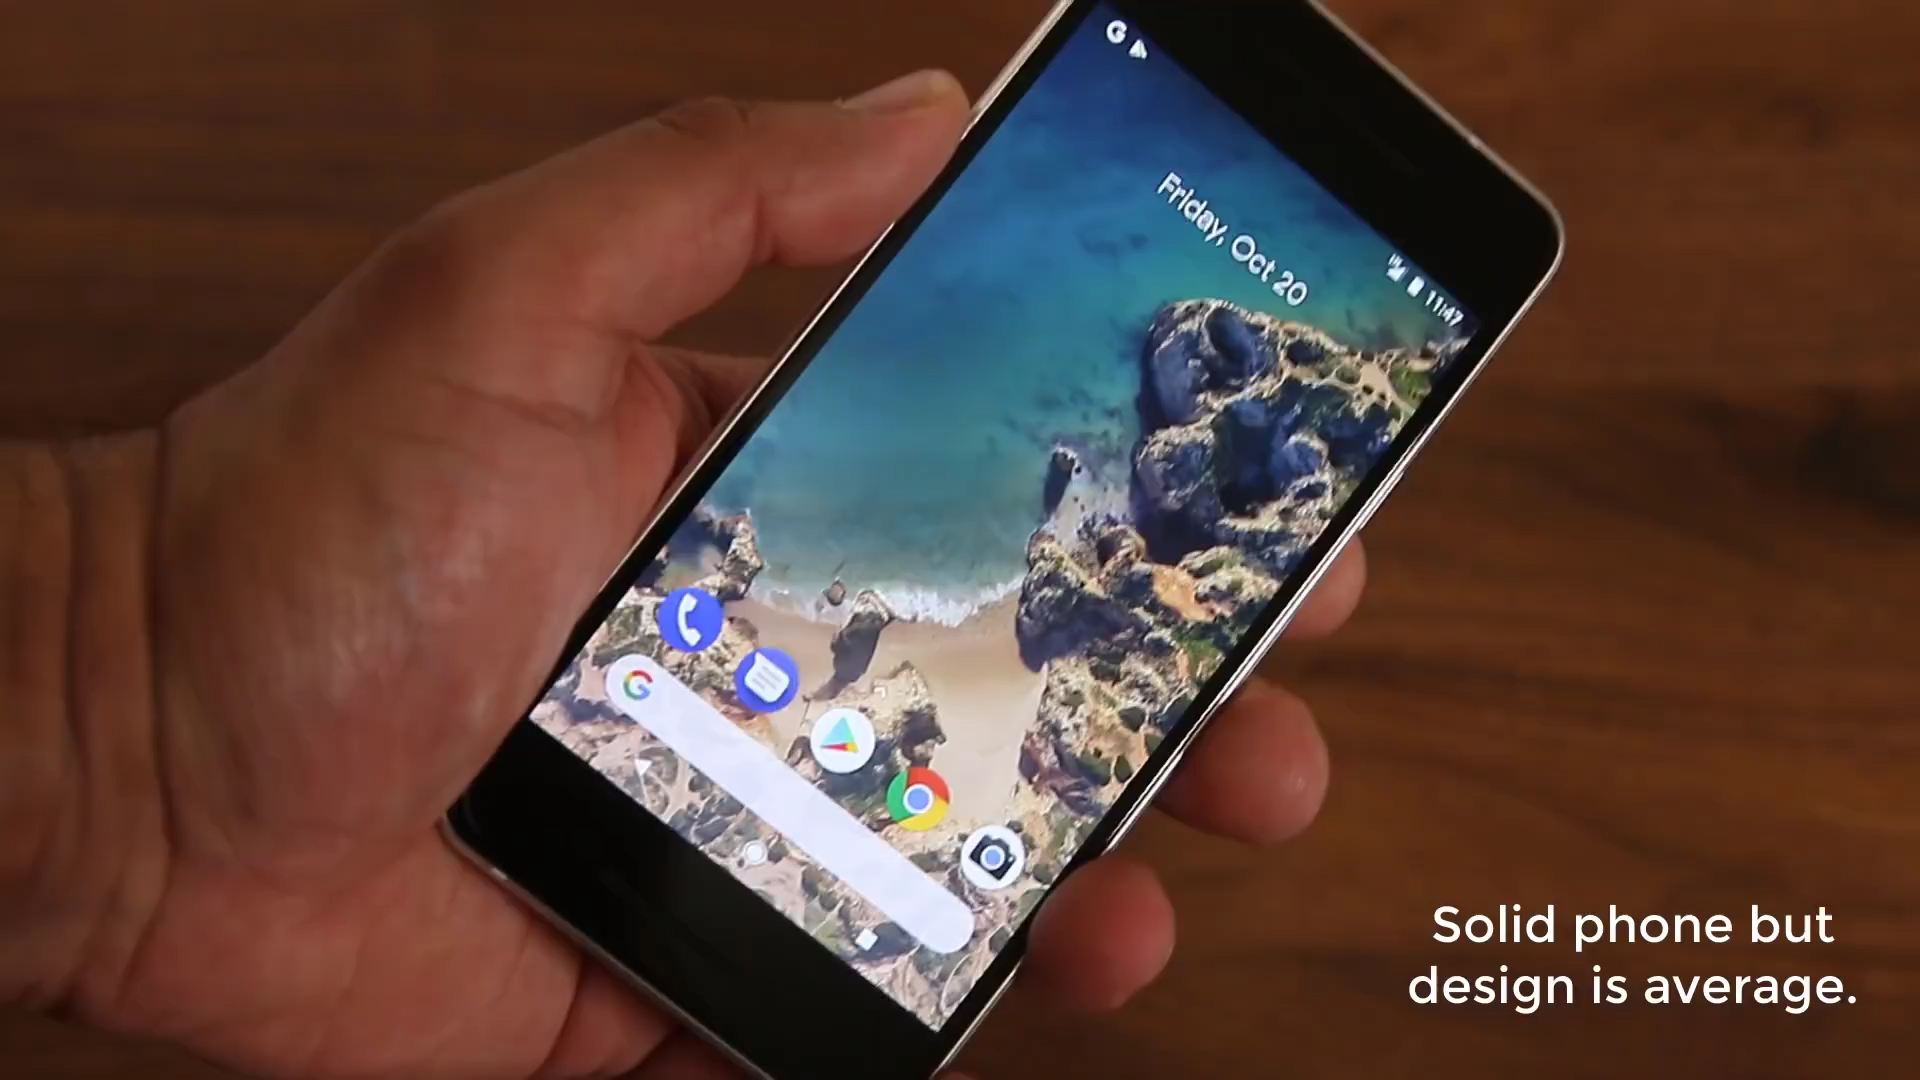 G
Friday, Oct 20
11:47
G
Solid phone but
design is average.